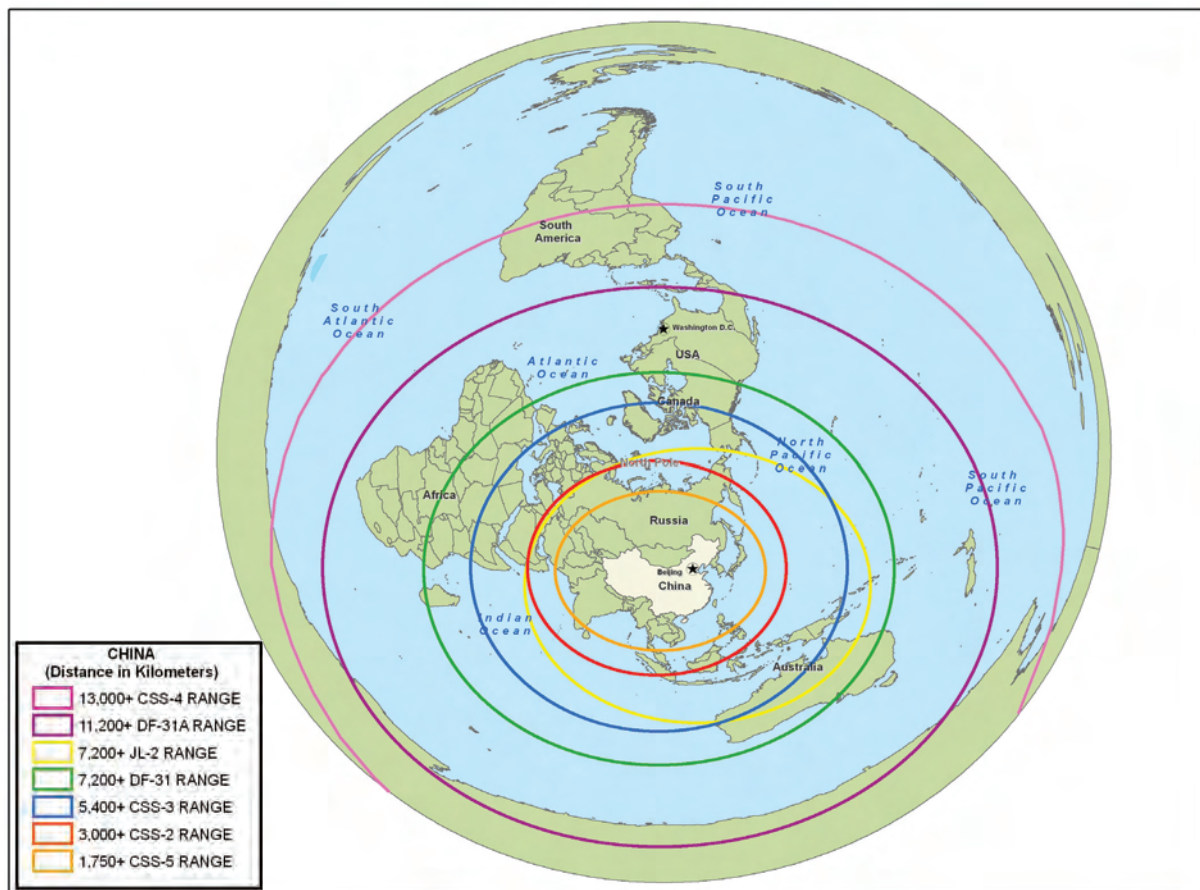 South
Pacific
Ocean
South
America
South
Atlantic
Ocean
Washington D.C.
USA
Atlantic
Ocean
Canada
North
Pacific
Ocean
North Pole
South
Pacific
Ocean
Africa
Russia
Beijing
China
Indian
Ocean
Australia
CHINA
(Distance in Kilometers)
13,000+ CSS-4 RANGE
11,200+ DF-31A RANGE
7,200+ JL-2 RANGE
7,200+ DF-31 RANGE
5,400+ CSS-3 RANGE
3,000+ CSS-2 RANGE
1,750+ CSS-5 RANGE